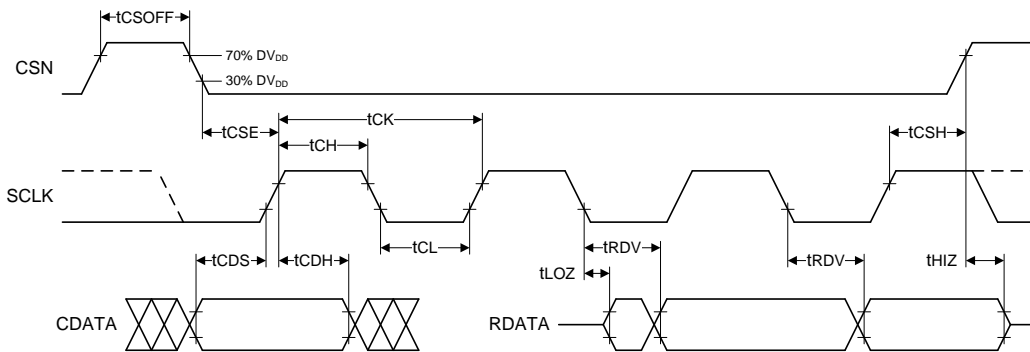 tCSOFF
CSN
70% DVDD
30% DVDD
tCSE
tCK
tCH
tCSH
SCLK
tCL
tCDS
tCDH
tRDV
tRDV
tHIZ
tLOZ
CDATA
RDATA